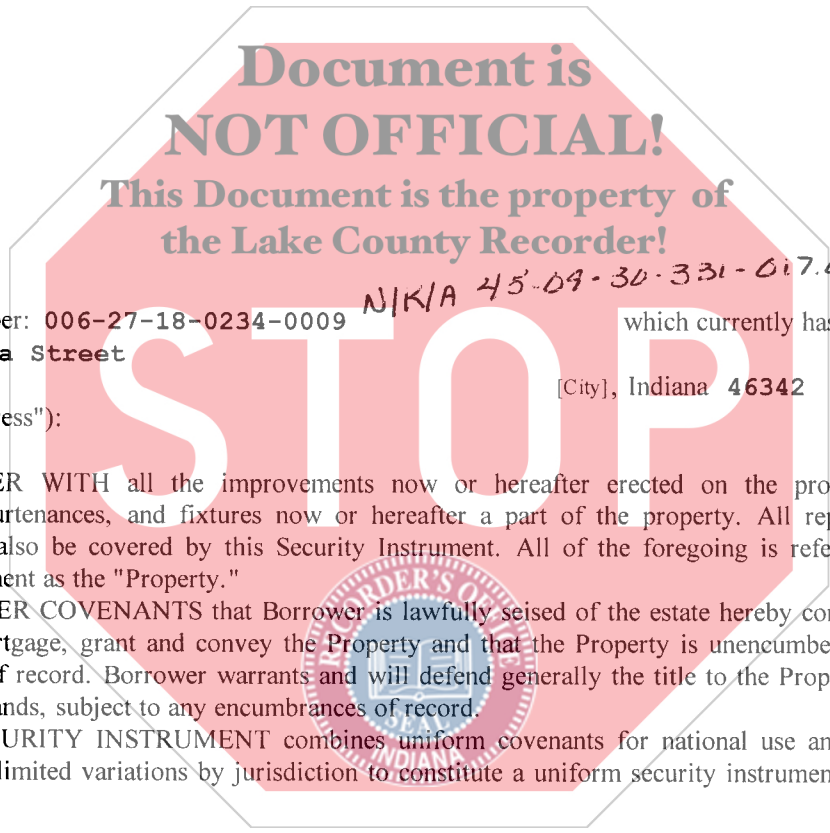 Document is
NOT OFFICIAL!
This Document is the property of
the Lake County Recorder!
N/K/A 45-09-30-331-017.
er: 006-27-18-0234-0009 which currently has
a Street
[City], Indiana 46342
ess"):
STOP
ER WITH all the improvements now or hereafter erected on the pro
urtenances, and fixtures now or hereafter a part of the property. All rep
also be covered by this Security Instrument. All of the foregoing is refe
ent as the "Property."
ER COVENANTS that Borrower is lawfully seised of the estate hereby con
rtgage, grant and convey the Property and that the Property is unencumbe
f record. Borrower warrants and will defend generally the title to the Prop
ands, subject to any encumbrances of record.
URITY INSTRUMENT combines uniform covenants for national use an
limited variations by jurisdiction to constitute a uniform security instrumen
RECORDER'S OFFICE
SEAL
INDIANA